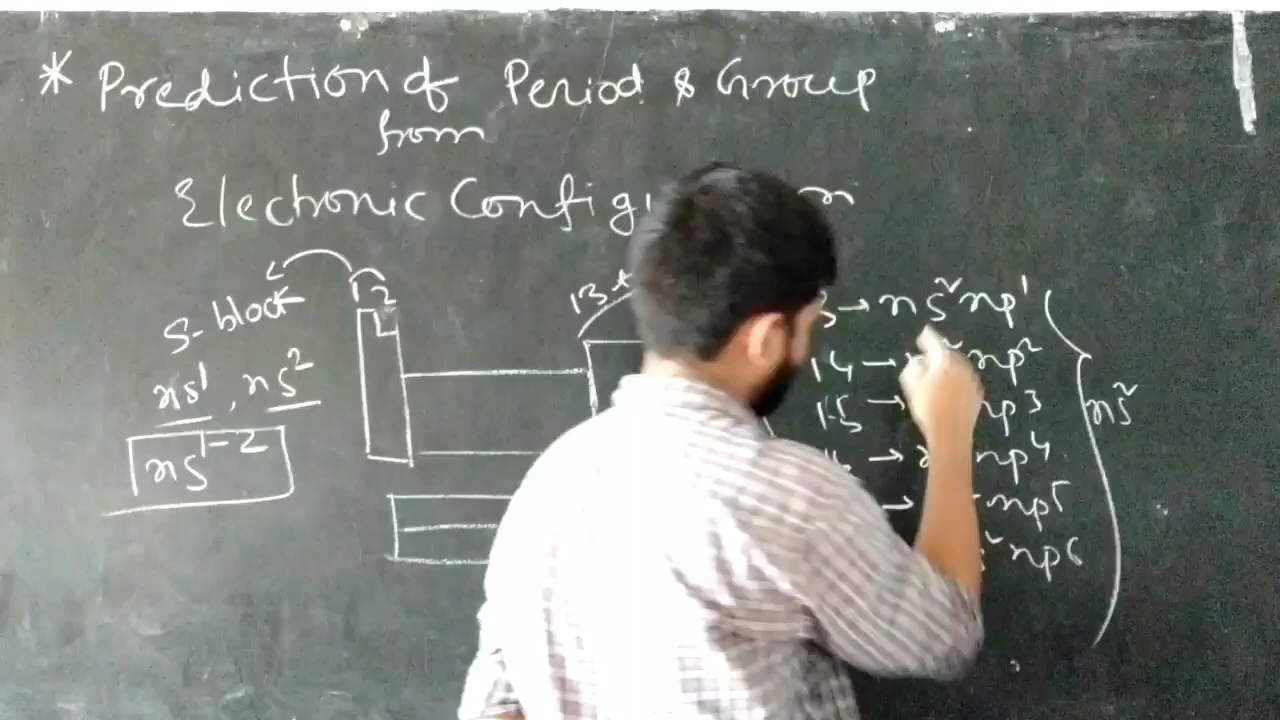 * Prediction of Period & Group
from
Electronic
s-block
1 2
13
ns¹, ns²
ns¹⁻²
→ ns²np¹
14 → np²
15 → np³
→ np⁴
→ np⁵
np⁶
ns²